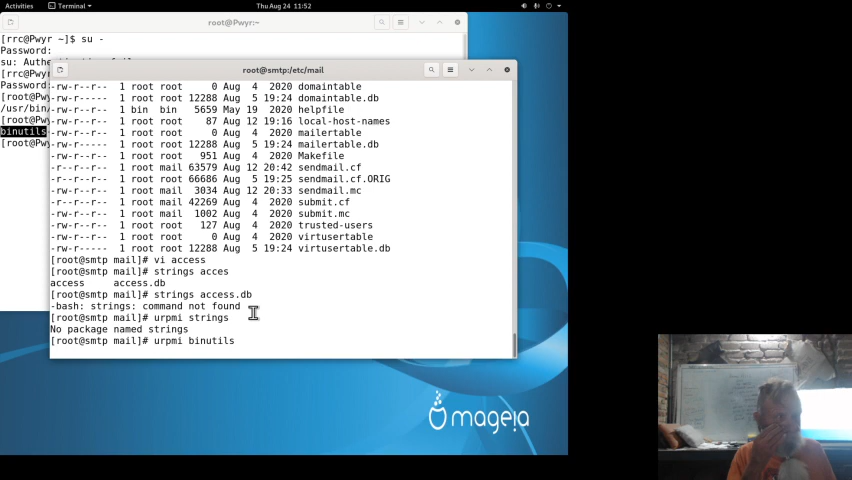 Activities
Terminal
Thu Aug 24 11:52
root@Pwyr:~
[rrc@Pwyr ~]$ su -
Password:
su: Authe
[rrc@Pwy
Password
[root@Pw
/usr/bin/
[root@Pw
binutils
[root@Pw
root@smtp:/etc/mail
-rw-r--r-- 1 root root 0 Aug 4 2020 domaintable
-rw-r----- 1 root root 12288 Aug 5 19:24 domaintable.db
-rw-r--r-- 1 bin bin 5659 May 19 2020 helpfile
-rw-r--r-- 1 root root 87 Aug 12 19:16 local-host-names
-rw-r--r-- 1 root root 0 Aug 4 2020 mailertable
-rw-r----- 1 root root 12288 Aug 5 19:24 mailertable.db
-rw-r--r-- 1 root root 951 Aug 4 2020 Makefile
-r--r--r-- 1 root mail 63579 Aug 12 20:42 sendmail.cf
-r--r--r-- 1 root root 66686 Aug 5 19:25 sendmail.cf.ORIG
-rw-r--r-- 1 root mail 3034 Aug 12 20:33 sendmail.mc
-r--r--r-- 1 root mail 42269 Aug 4 2020 submit.cf
-rw-r--r-- 1 root mail 1002 Aug 4 2020 submit.mc
-rw-r--r-- 1 root root 127 Aug 4 2020 trusted-users
-rw-r--r-- 1 root root 0 Aug 4 2020 virtusertable
-rw-r----- 1 root root 12288 Aug 5 19:24 virtusertable.db
[root@smtp mail]# vi access
[root@smtp mail]# strings acces
access access.db
[root@smtp mail]# strings access.db
-bash: strings: command not found
[root@smtp mail]# urpmi strings
No package named strings
[root@smtp mail]# urpmi binutils
mageia